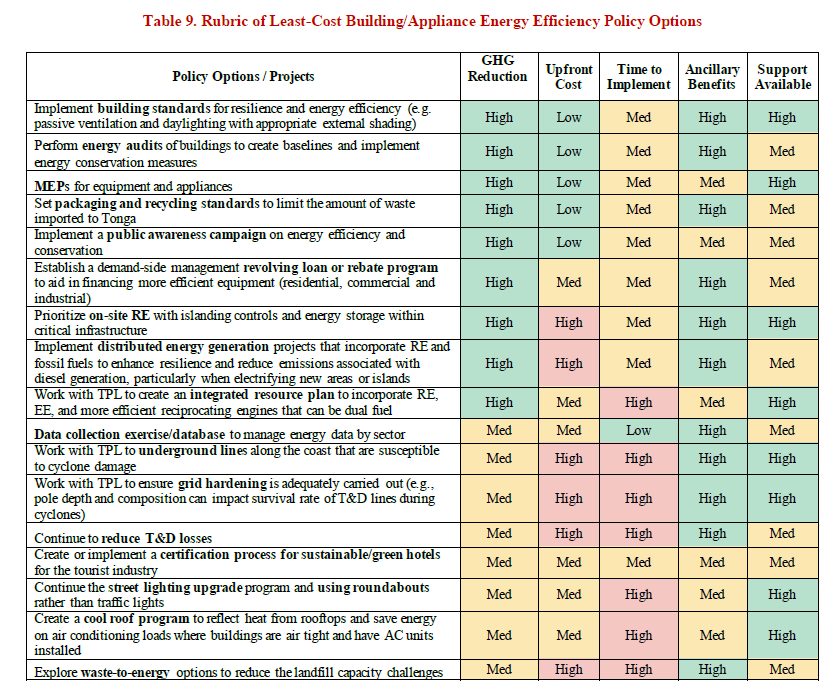 Table 9. Rubric of Least-Cost Building/Appliance Energy Efficiency Policy Options
Policy Options / Projects
GHG
Reduction
Upfront
Cost
Time to
Implement
Ancillary
Benefits
Support
Available
Implement building standards for resilience and energy efficiency (e.g.
passive ventilation and daylighting with appropriate external shading)
High Low Med High High
Perform energy audits of buildings to create baselines and implement
energy conservation measures
High Low Med High Med
MEPs for equipment and appliances
High Low Med Med High
Set packaging and recycling standards to limit the amount of waste
imported to Tonga
High Low Med High Med
Implement a public awareness campaign on energy efficiency and
conservation
High Low Med Med Med
Establish a demand-side management revolving loan or rebate program
to aid in financing more efficient equipment (residential, commercial and
industrial)
High Med Med High Med
Prioritize on-site RE with islanding controls and energy storage within
critical infrastructure
High High Med High High
Implement distributed energy generation projects that incorporate RE and
fossil fuels to enhance resilience and reduce emissions associated with
diesel generation, particularly when electrifying new areas or islands
High High Med High Med
Work with TPL to create an integrated resource plan to incorporate RE,
EE, and more efficient reciprocating engines that can be dual fuel
High Med High Med High
Data collection exercise/database to manage energy data by sector
Med Med Low High Med
Work with TPL to underground lines along the coast that are susceptible
to cyclone damage
Med High High High High
Work with TPL to ensure grid hardening is adequately carried out (e.g.,
pole depth and composition can impact survival rate of T&D lines during
cyclones)
Med High High High High
Continue to reduce T&D losses
Med High High High Med
Create or implement a certification process for sustainable/green hotels
for the tourist industry
Med Med Med Med Med
Continue the street lighting upgrade program and using roundabouts
rather than traffic lights
Med Med High Med High
Create a cool roof program to reflect heat from rooftops and save energy
on air conditioning loads where buildings are air tight and have AC units
installed
Med Med High Med High
Explore waste-to-energy options to reduce the landfill capacity challenges
Med High High High Med